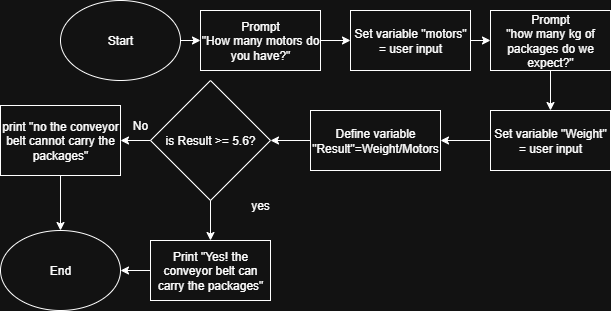 Start
Prompt
"How many motors do
you have?"
Set variable "motors"
= user input
Prompt
"how many kg of
packages do we
expect?"
Set variable "Weight"
= user input
Define variable
"Result"=Weight/Motors
is Result >= 5.6?
No
print "no the conveyor
belt cannot carry the
packages"
yes
Print "Yes! the
conveyor belt can
carry the packages"
End